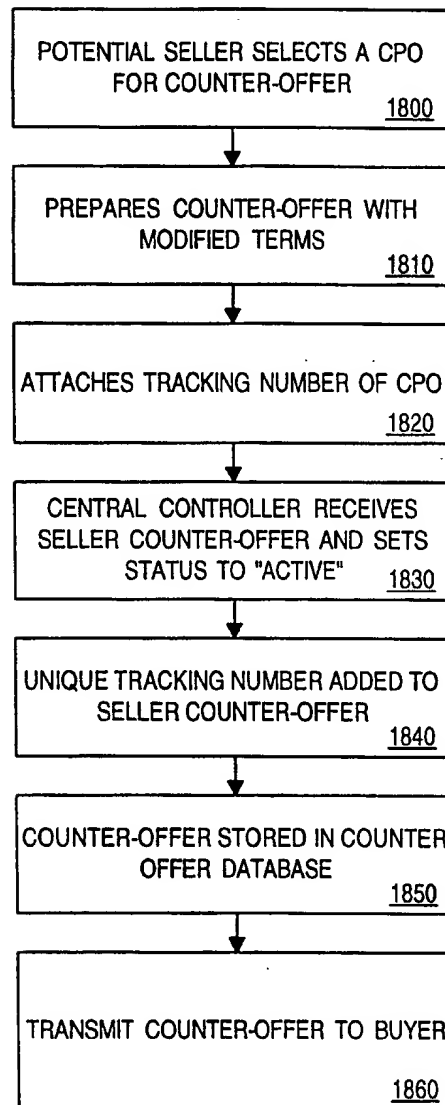 POTENTIAL SELLER SELECTS A CPO
FOR COUNTER-OFFER
1800
PREPARES COUNTER-OFFER WITH
MODIFIED TERMS
1810
ATTACHES TRACKING NUMBER OF CPO
1820
CENTRAL CONTROLLER RECEIVES
SELLER COUNTER-OFFER AND SETS
STATUS TO "ACTIVE"
1830
UNIQUE TRACKING NUMBER ADDED TO
SELLER COUNTER-OFFER
1840
COUNTER-OFFER STORED IN COUNTER
OFFER DATABASE
1850
TRANSMIT COUNTER-OFFER TO BUYER
1860